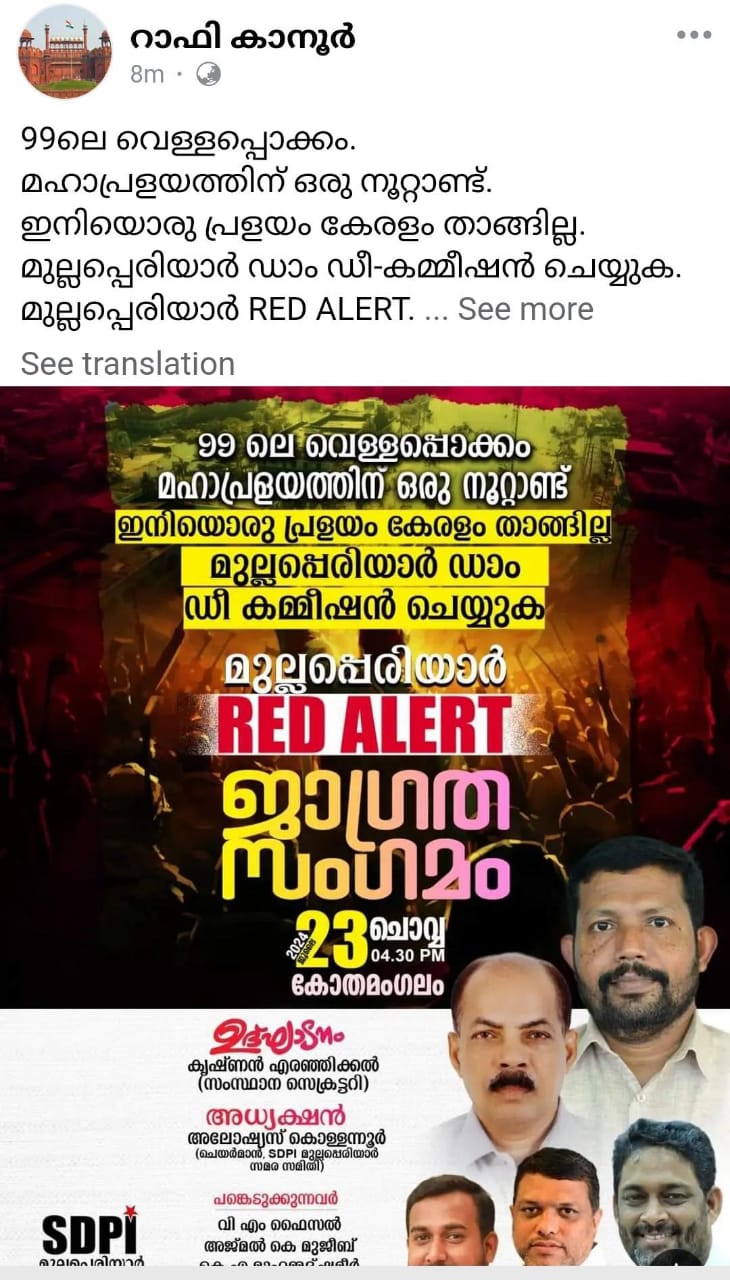 റാഫി കാനൂർ
8m ·
99ലെ വെള്ളപ്പൊക്കം.
മഹാപ്രളയത്തിന് ഒരു നൂറ്റാണ്ട്.
ഇനിയൊരു പ്രളയം കേരളം താങ്ങില്ല.
മുല്ലപ്പെരിയാർ ഡാം ഡീ-കമ്മീഷൻ ചെയ്യുക.
മുല്ലപ്പെരിയാർ RED ALERT. ... See more
See translation
99 ലെ വെള്ളപ്പൊക്കം
മഹാപ്രളയത്തിന് ഒരു നൂറ്റാണ്ട്
ഇനിയൊരു പ്രളയം കേരളം താങ്ങില്ല
മുല്ലപ്പെരിയാർ ഡാം
ഡീ കമ്മീഷൻ ചെയ്യുക
മുല്ലപ്പെരിയാർ
RED ALERT
ജാഗ്രത
സംഗമം
2024 ജൂലൈ 23 ചൊവ്വ
04.30 PM
കോതമംഗലം
ഉദ്ഘാടനം
കൃഷ്ണൻ എരഞ്ഞിക്കൽ
(സംസ്ഥാന സെക്രട്ടറി)
അധ്യക്ഷൻ
അലോഷ്യസ് കൊള്ളന്നൂർ
(ചെയർമാൻ, SDPI മുല്ലപ്പെരിയാർ
സമര സമിതി)
പങ്കെടുക്കുന്നവർ
വി എം ഫൈസൽ
അജ്മൽ കെ മുജീബ്
SDPI
മുല്ലപ്പെരിയാർ